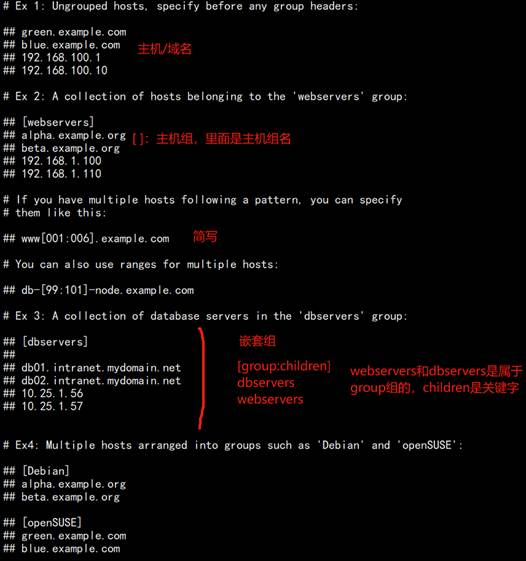 # Ex 1: Ungrouped hosts, specify before any group headers:
## green.example.com
## blue.example.com
主机/域名
## 192.168.100.1
## 192.168.100.10
# Ex 2: A collection of hosts belonging to the 'webservers' group:
## [webservers]
## alpha.example.org
[ ]：主机组，里面是主机组名
## beta.example.org
## 192.168.1.100
## 192.168.1.110
# If you have multiple hosts following a pattern, you can specify
# them like this:
## www[001:006].example.com
简写
# You can also use ranges for multiple hosts:
## db-[99:101]-node.example.com
# Ex 3: A collection of database servers in the 'dbservers' group:
## [dbservers]
##
## db01.intranet.mydomain.net
## db02.intranet.mydomain.net
## 10.25.1.56
## 10.25.1.57
嵌套组
[group:children]
dbservers
webservers
webservers和dbservers是属于
group组的，children是关键字
# Ex4: Multiple hosts arranged into groups such as 'Debian' and 'openSUSE':
## [Debian]
## alpha.example.org
## beta.example.org
## [openSUSE]
## green.example.com
## blue.example.com